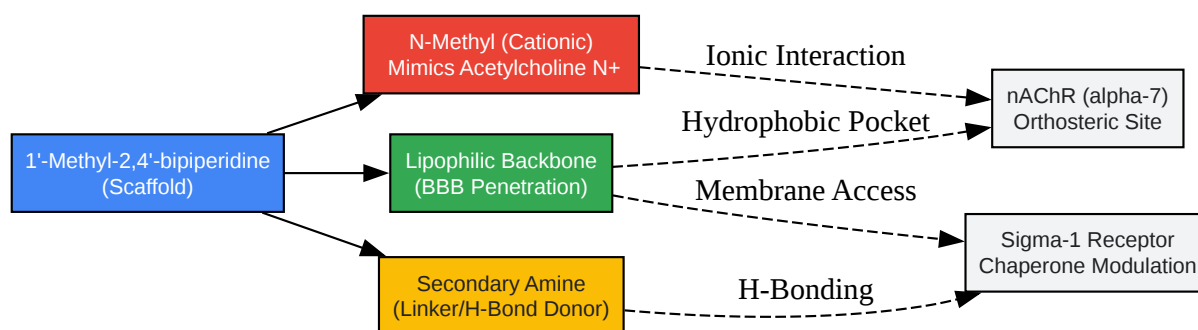 N-Methyl (Cationic)
Mimics Acetylcholine N+
Ionic Interaction
nAChR (alpha-7)
Orthosteric Site
Hydrophobic Pocket
1'-Methyl-2,4'-bipiperidine
(Scaffold)
Lipophilic Backbone
(BBB Penetration)
Membrane Access
Sigma-1 Receptor
Chaperone Modulation
Secondary Amine
(Linker/H-Bond Donor)
H-Bonding